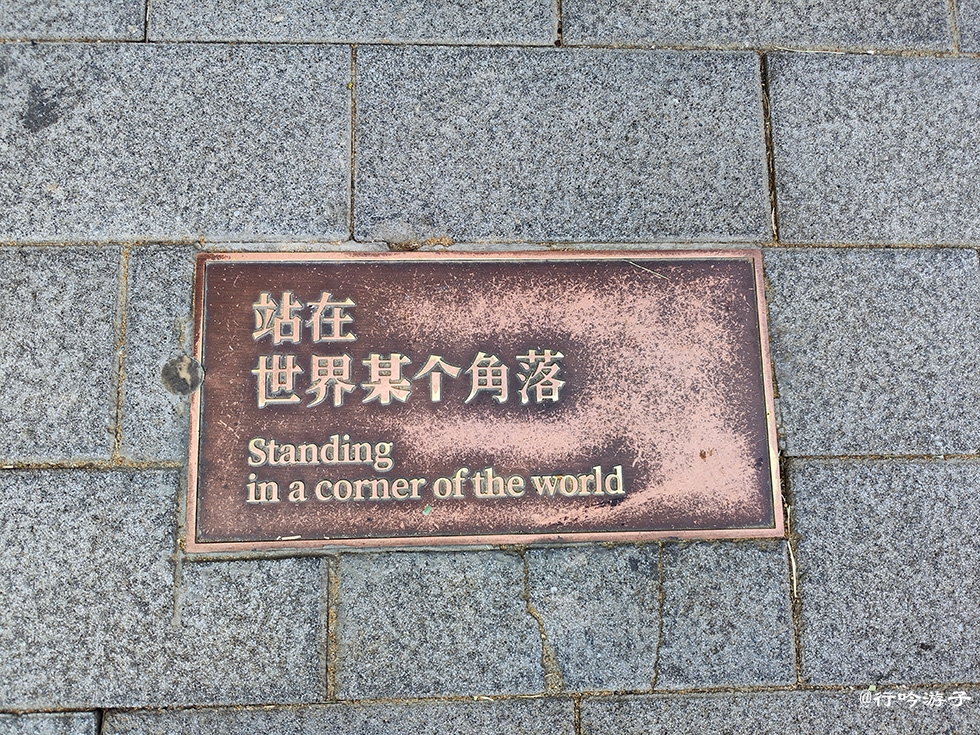 站在
世界某个角落
Standing
in a corner of the world
@行吟游子